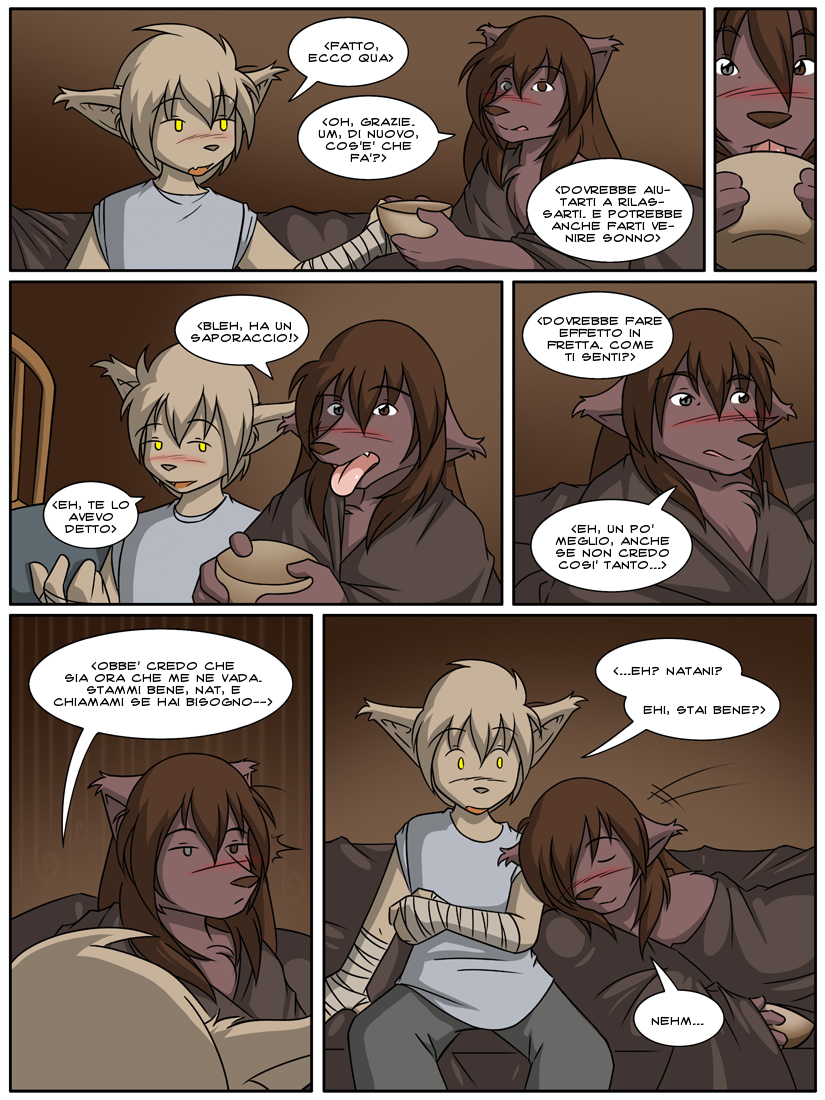 <FATTO,
ECCO QUA>
<OH, GRAZIE.
UM, DI NUOVO,
COS'E' CHE
FA'?>
<DOVREBBE AIU-
TARTI A RILAS-
SARTI. E POTREBBE
ANCHE FARTI VE-
NIRE SONNO>
<BLEH, HA UN
SAPORACCIO!>
<EH, TE LO
AVEVO
DETTO>
<DOVREBBE FARE
EFFETTO IN
FRETTA. COME
TI SENTI?>
<EH, UN PO'
MEGLIO, ANCHE
SE NON CREDO
COSI' TANTO...>
<OBBE' CREDO CHE
SIA ORA CHE ME NE VADA.
STAMMI BENE, NAT, E
CHIAMAMI SE HAI BISOGNO-->
<...EH? NATANI?
EHI, STAI BENE?>
NEHM...